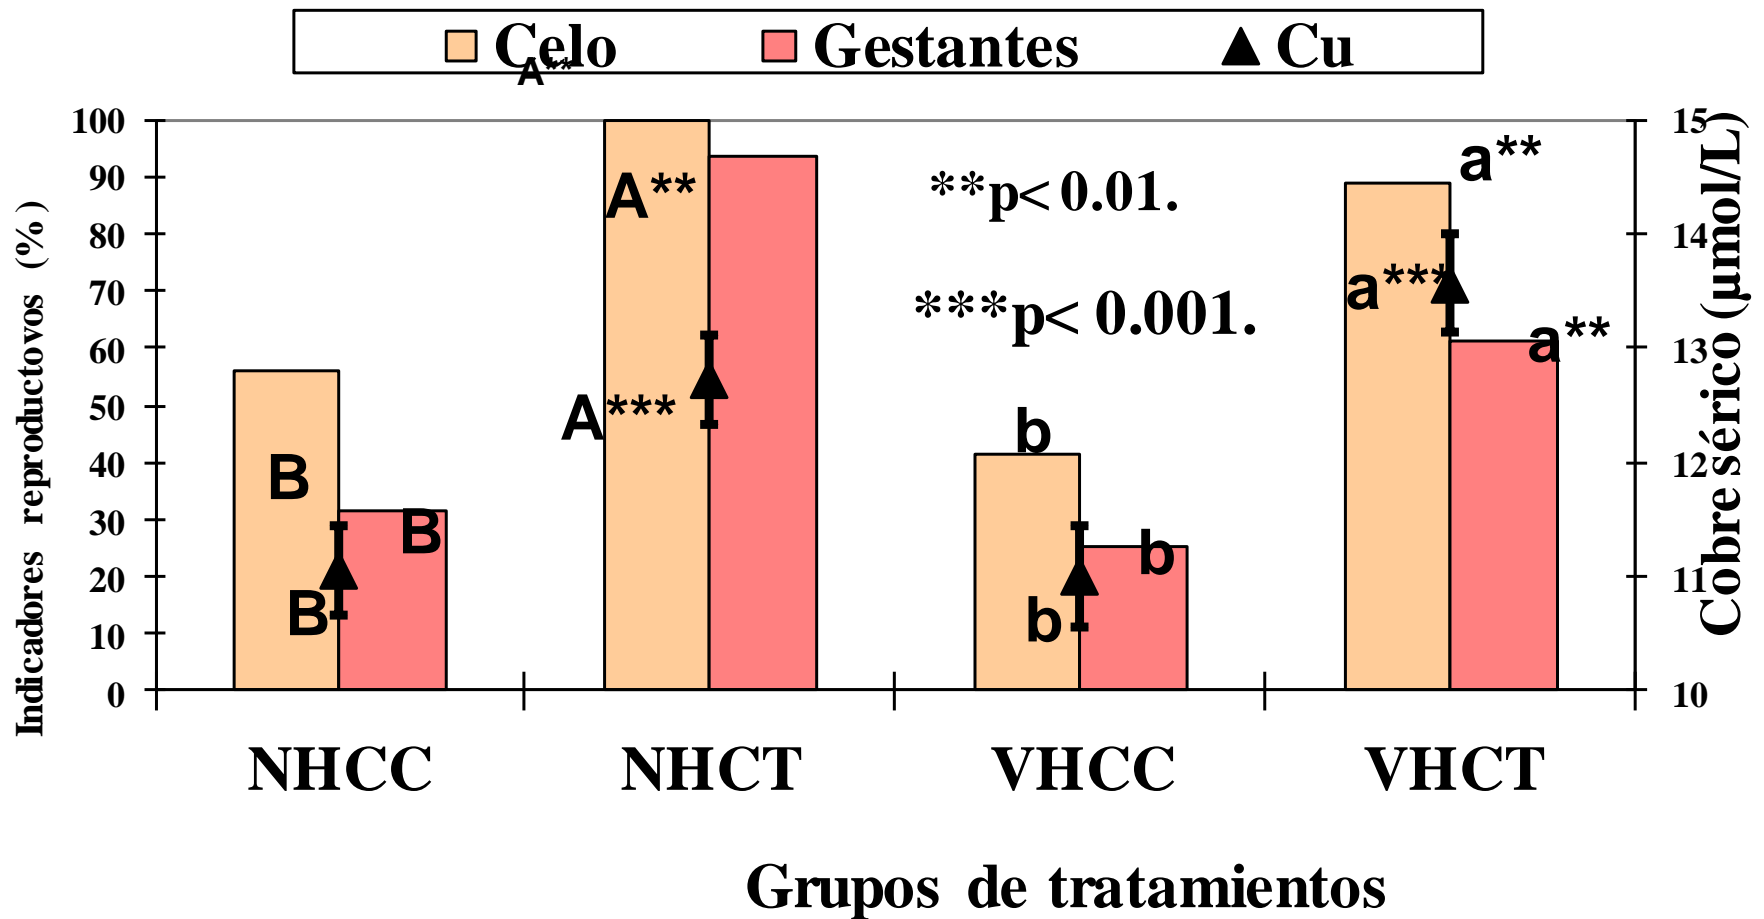 Celo Gestantes Cu
A**
Indicadores reproductovos (%)
100
90
80
70
60
50
40
30
20
10
0
15
14
13
12
11
10
Cobre sérico (µmol/L)
B
B
B
A**
A***
**p< 0.01.
***p< 0.001.
b
b
b
a**
a***
a**
NHCC NHCT VHCC VHCT
Grupos de tratamientos